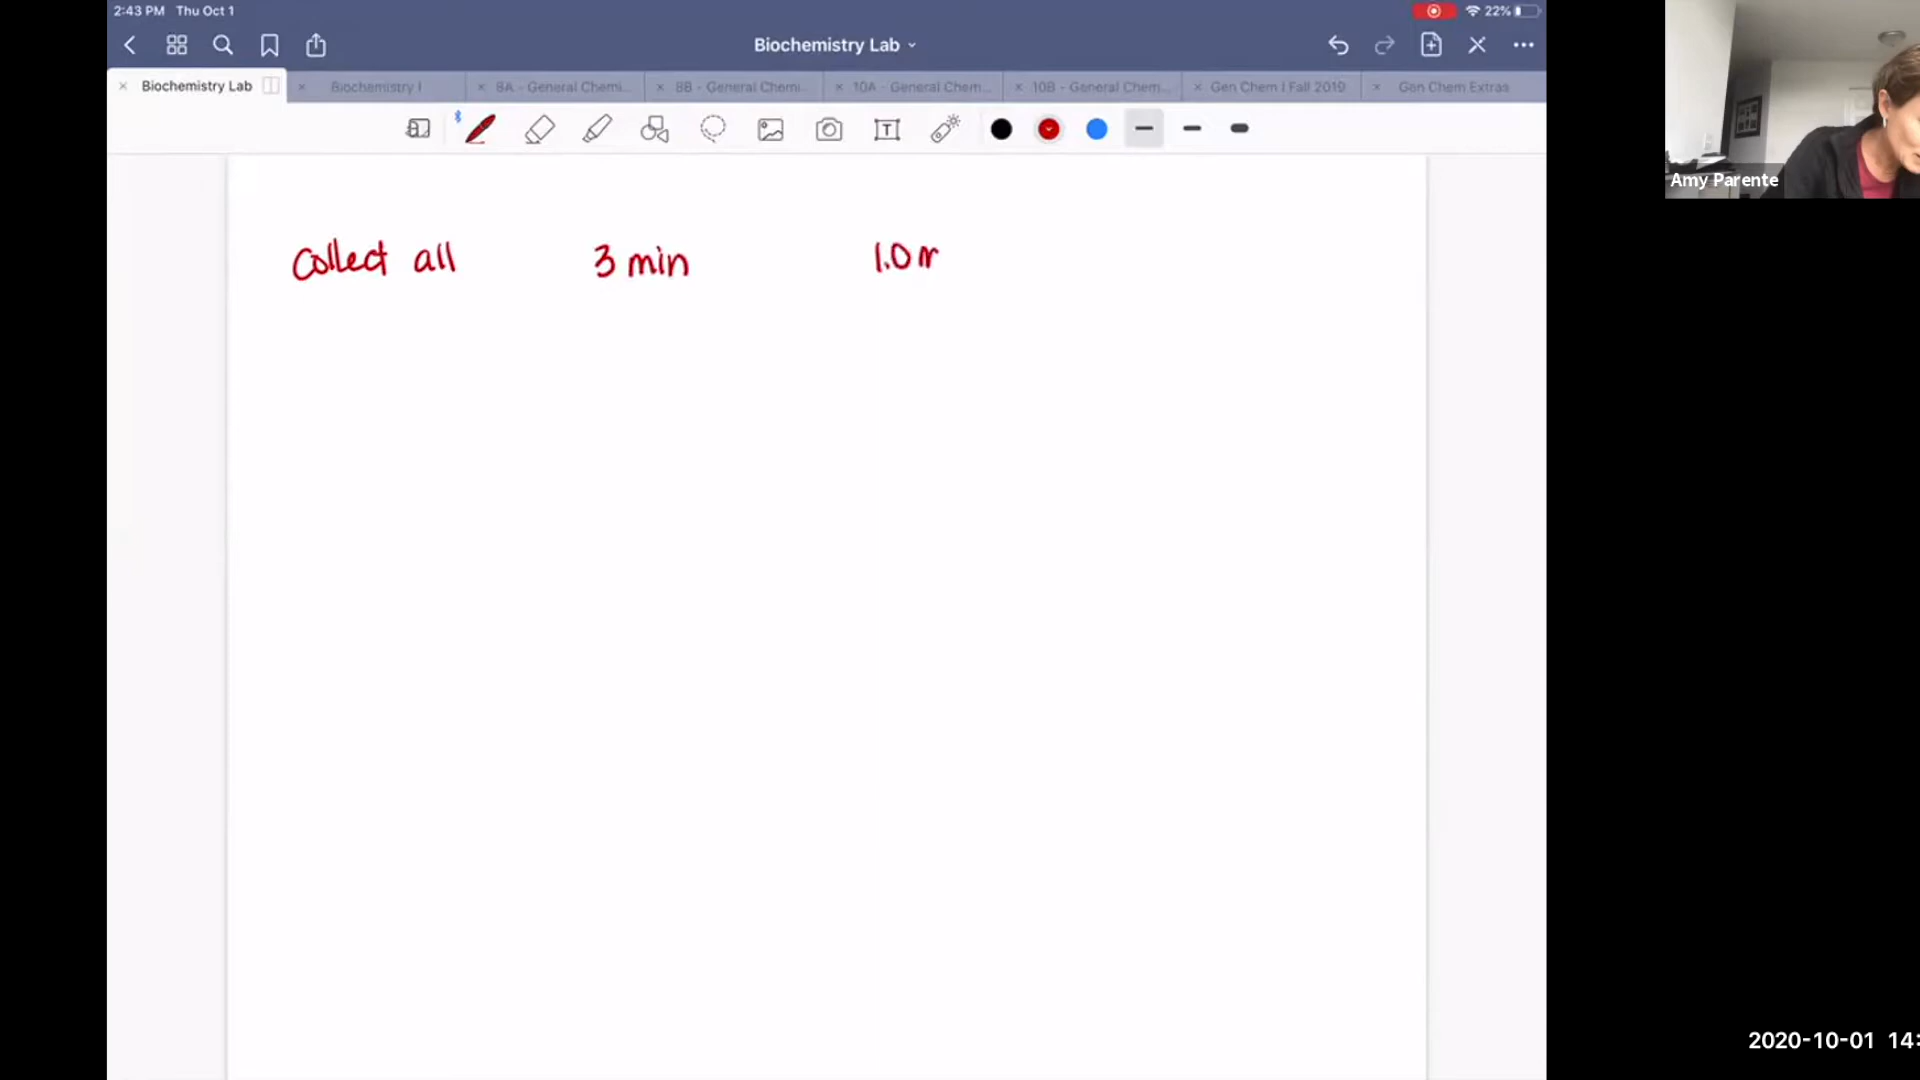 2:43 PM Thu Oct 1
22%
Biochemistry Lab
Biochemistry Lab
Biochemistry I
8A - General Chemi...
8B - General Chemi...
10A - General Chem...
10B - General Chem...
Gen Chem I Fall 2019
Gen Chem Extras
T
Amy Parente
Collect all 3 min 1.0 m
2020-10-01 14: